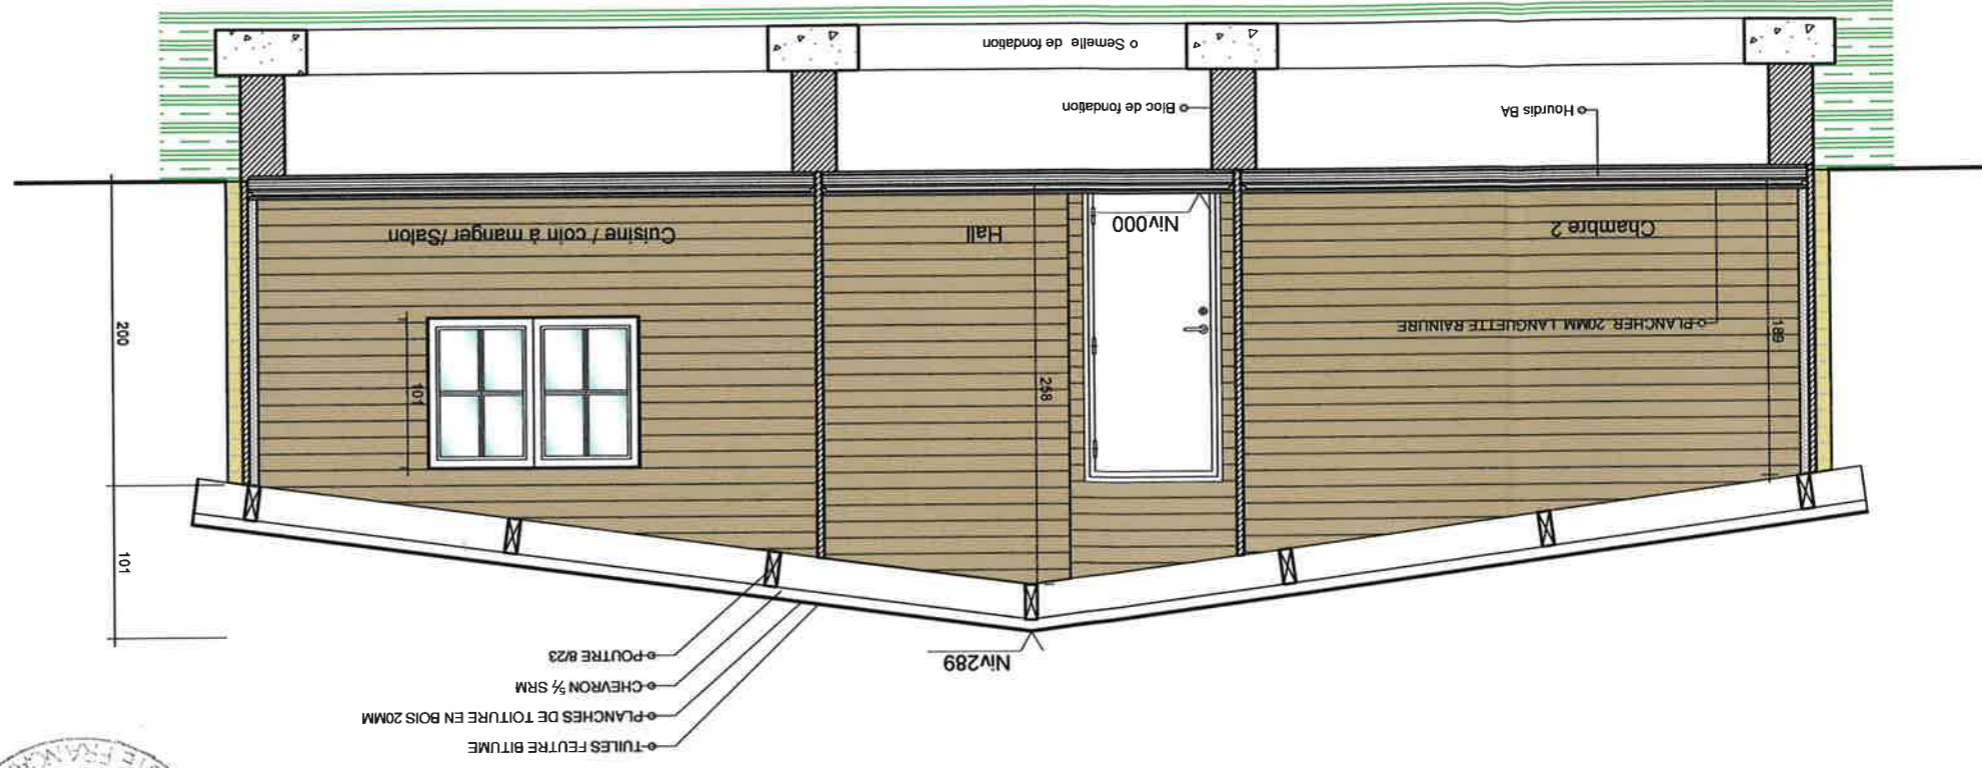 TUILES FEUTRE BITUME
PLANCHES DE TOITURE EN BOIS 20MM
CHEVRON 5/7 SRM
POUTRE 8/23
Niv289
101
200
189
258
101
PLANCHER 20MM LANGUETTE RAINURE
Chambre 2
Niv000
Hall
Cuisine / coin à manger /Salon
Hourdis BA
Bloc de fondation
Semelle de fondation